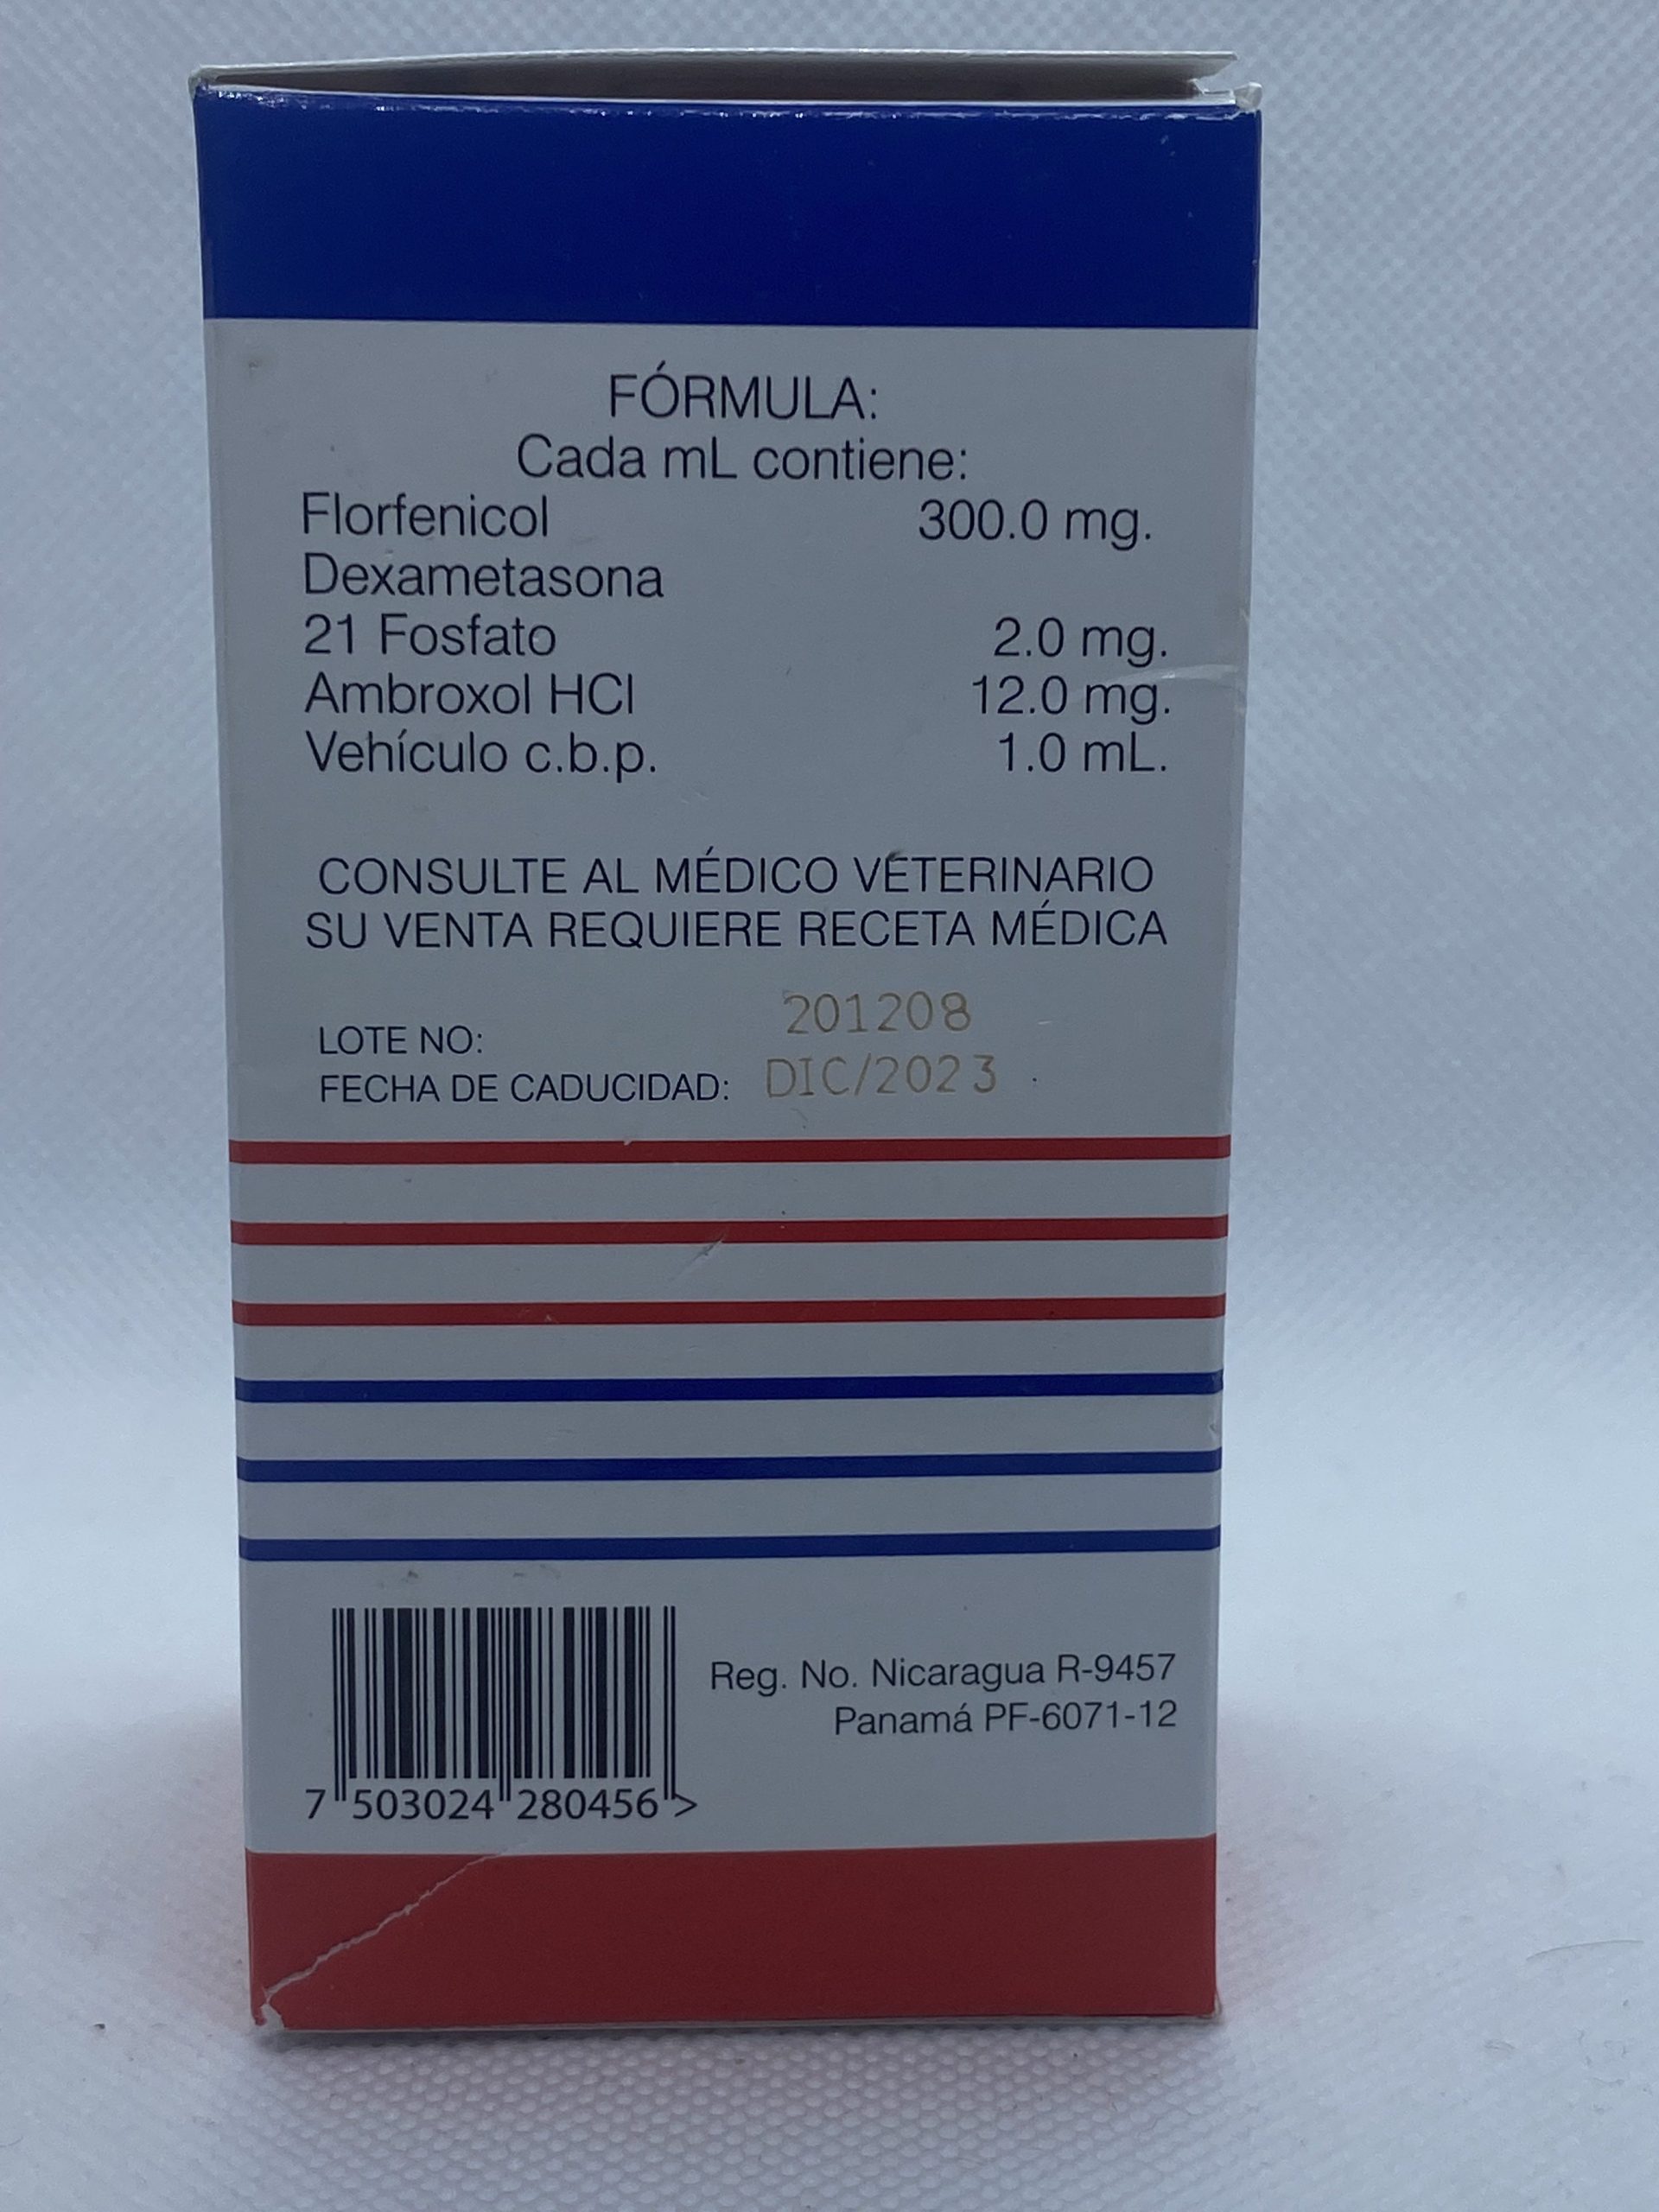 FÓRMULA:
Cada mL contiene:
Florfenicol 300.0 mg.
Dexametasona
21 Fosfato 2.0 mg.
Ambroxol HCl 12.0 mg.
Vehículo c.b.p. 1.0 mL.
CONSULTE AL MÉDICO VETERINARIO
SU VENTA REQUIERE RECETA MÉDICA
LOTE NO: 201208
FECHA DE CADUCIDAD: DIC/2023
Reg. No. Nicaragua R-9457
Panamá PF-6071-12
7 503024 280456 >